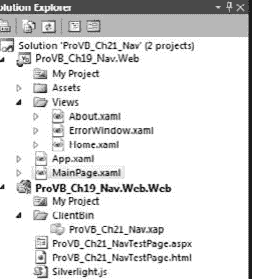 olution Explorer
Solution 'ProVB_Ch21_Nav' (2 projects)
ProVB_Ch19_Nav.Web
My Project
Assets
Views
About.xaml
ErrorWindow.xaml
Home.xaml
App.xaml
MainPage.xaml
ProVB_Ch19_Nav.Web.Web
My Project
ClientBin
ProVB_Ch21_Nav.xap
ProVB_Ch21_NavTestPage.aspx
ProVB_Ch21_NavTestPage.html
Silverlight.js